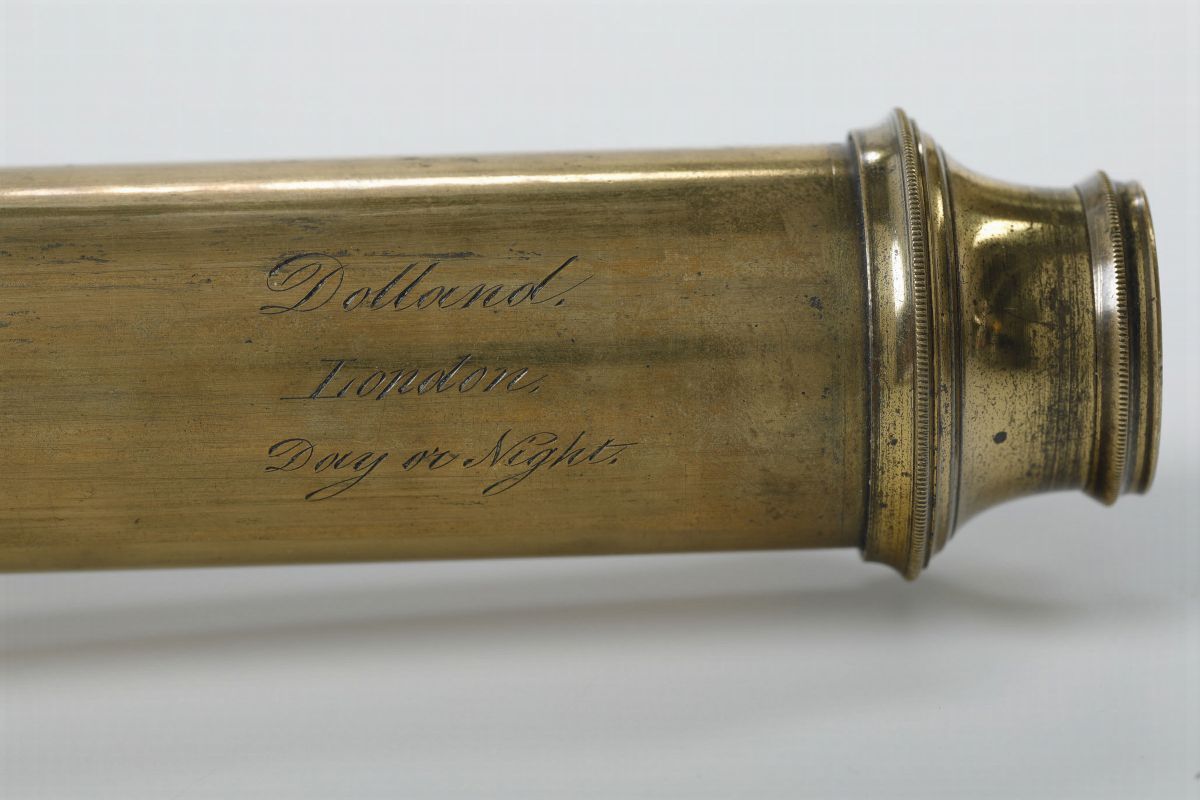 Dolland.
London.
Day or Night.